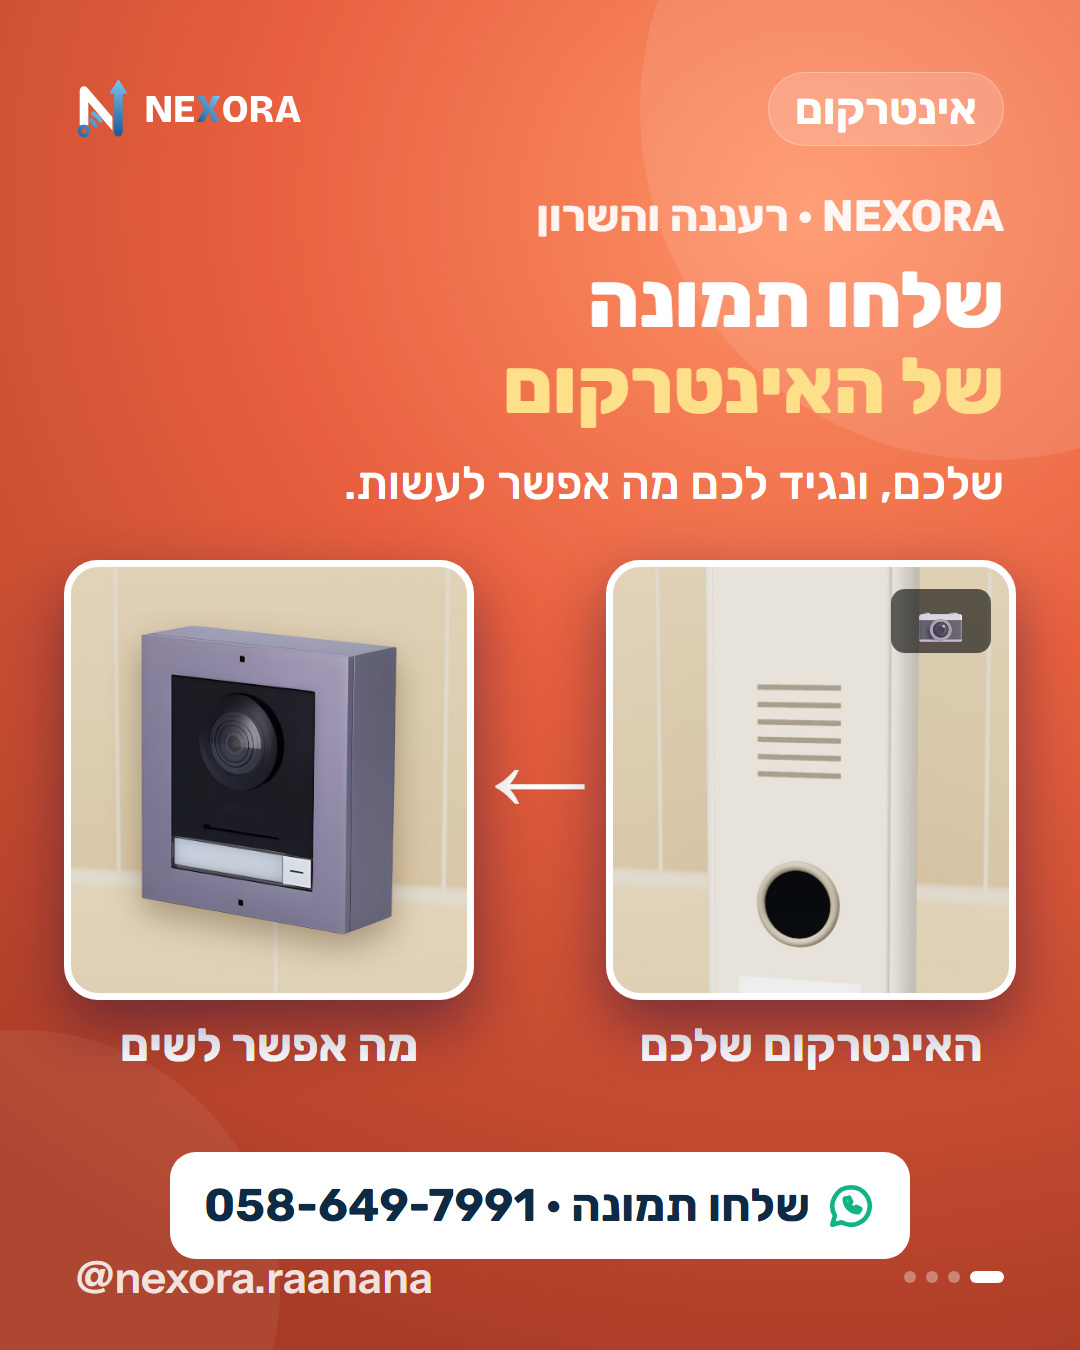 NEXORA
אינטרקום
NEXORA • רעננה והשרון
שלחו תמונה
של האינטרקום
שלכם, ונגיד לכם מה אפשר לעשות.
האינטרקום שלכם
מה אפשר לשים
שלחו תמונה • 058-649-7991
@nexora.raanana